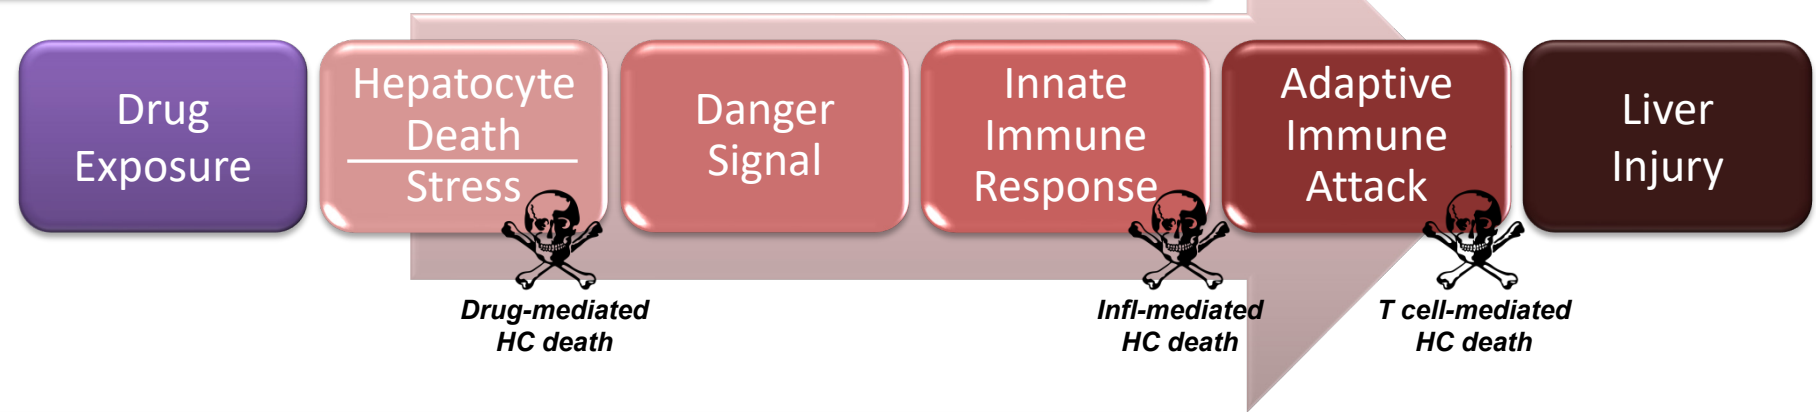 Drug
Exposure
Hepatocyte
Death
Stress
Danger
Signal
Innate
Immune
Response
Adaptive
Immune
Attack
Liver
Injury
Drug-mediated
HC death
Infl-mediated
HC death
T cell-mediated
HC death